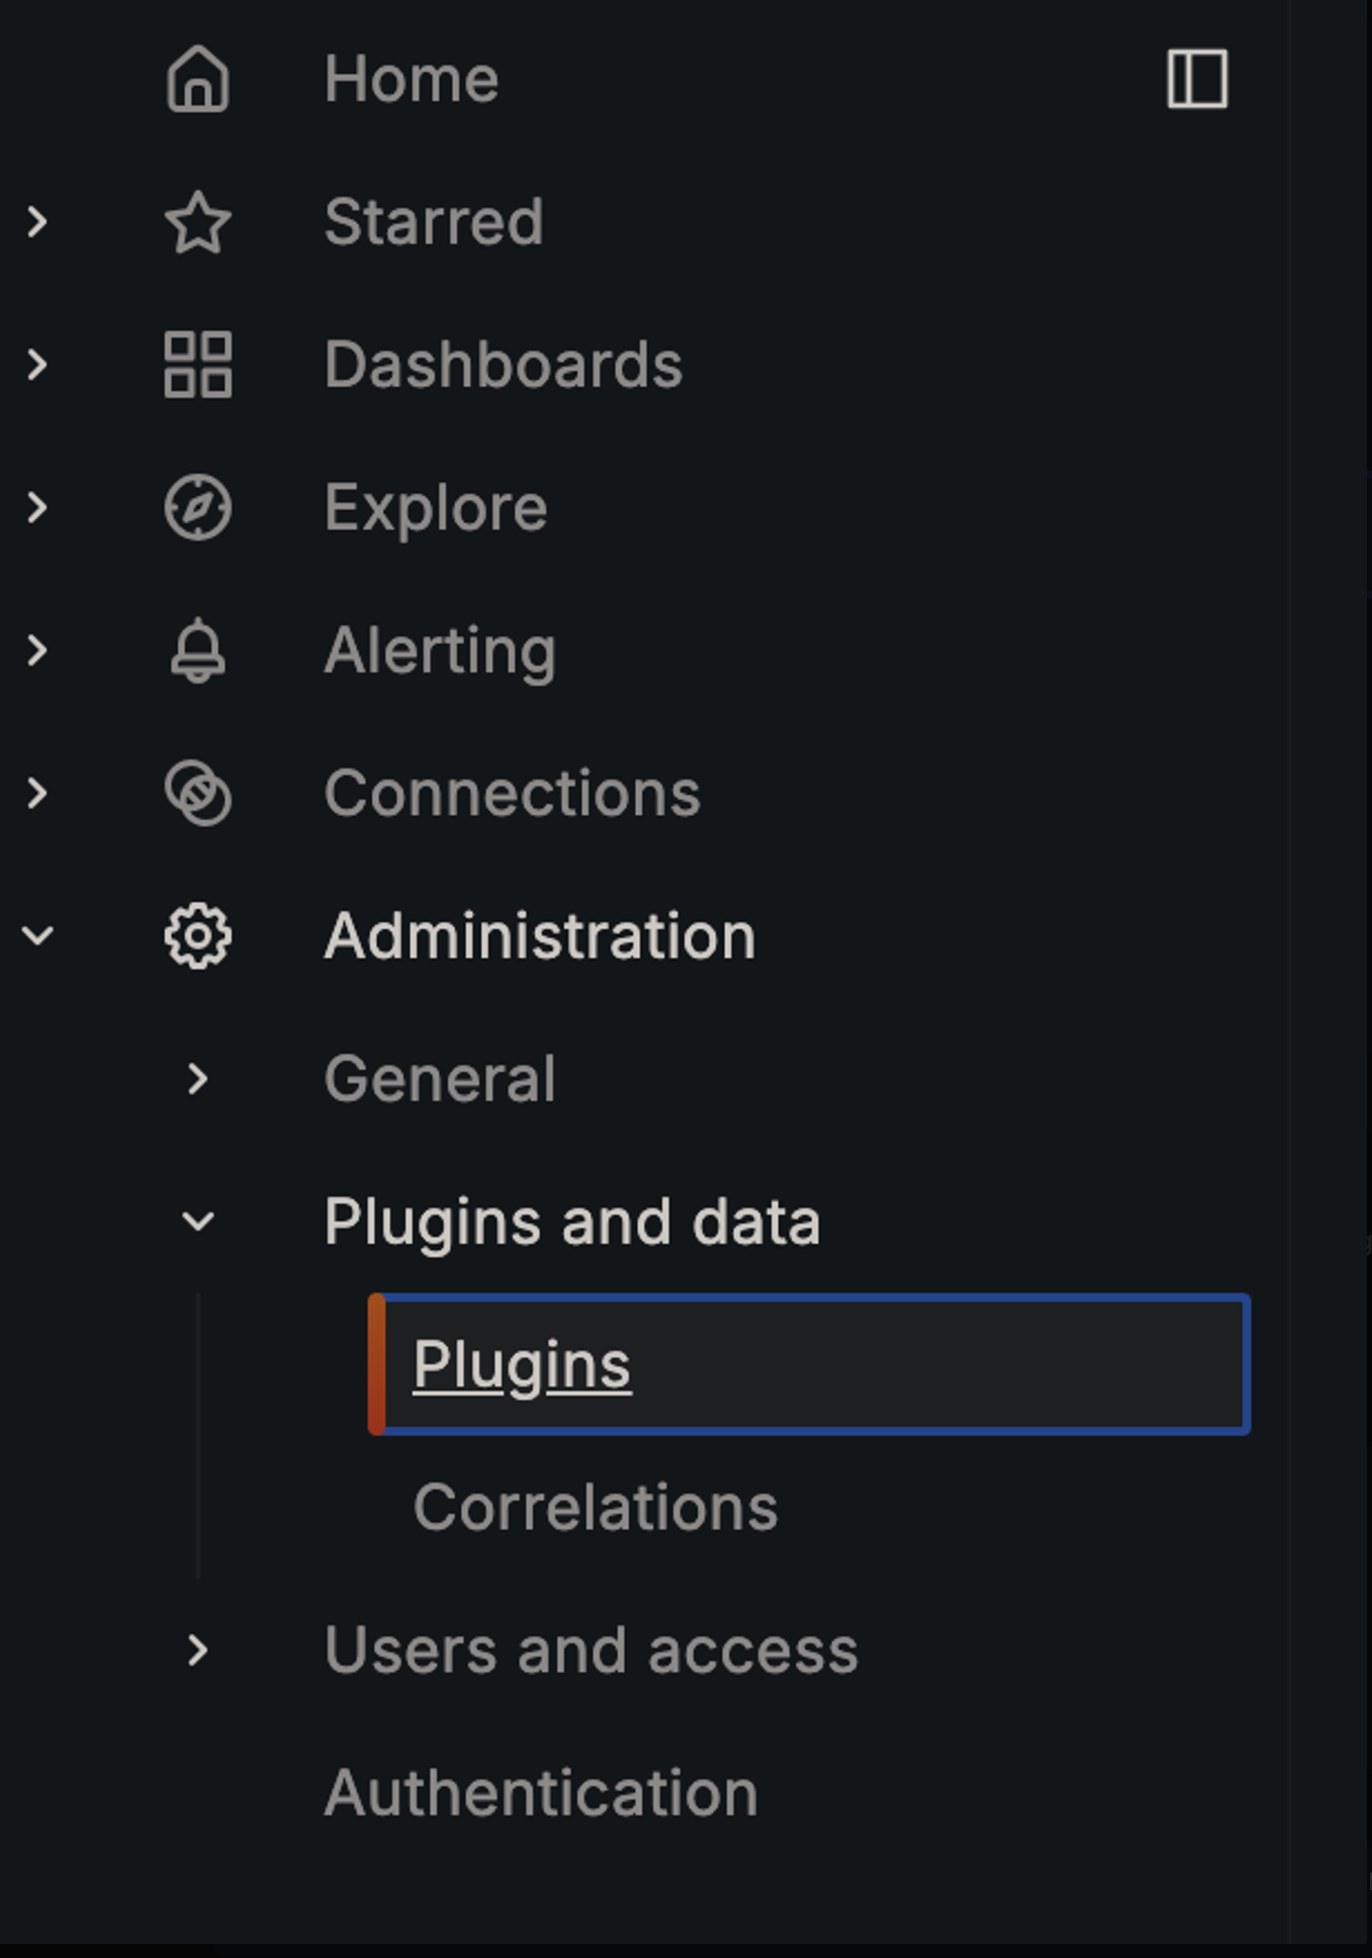 Home
Starred
Dashboards
Explore
Alerting
Connections
Administration
General
Plugins and data
Plugins
Correlations
Users and access
Authentication